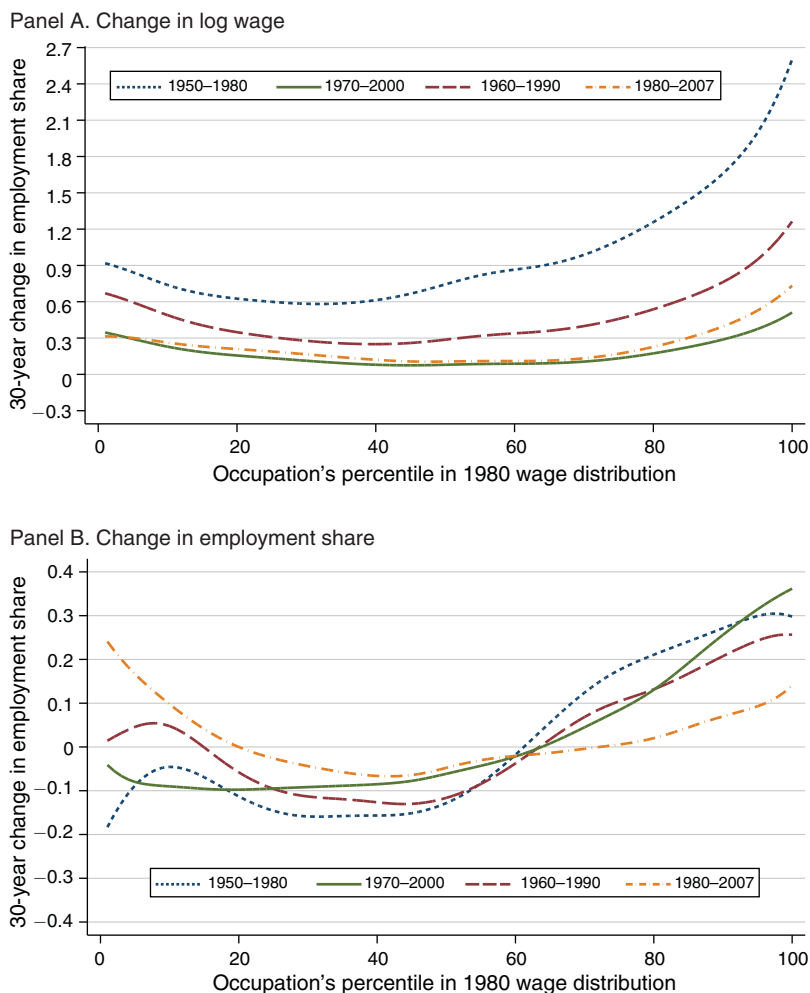 Panel A. Change in log wage
30-year change in employment share
2.7
2.4
2.1
1.8
1.5
1.2
0.9
0.6
0.3
0
−0.3
1950–1980 1970–2000 1960–1990 1980–2007
0 20 40 60 80 100
Occupation’s percentile in 1980 wage distribution
Panel B. Change in employment share
30-year change in employment share
0.4
0.3
0.2
0.1
0
−0.1
−0.2
−0.3
−0.4
1950–1980 1970–2000 1960–1990 1980–2007
0 20 40 60 80 100
Occupation’s percentile in 1980 wage distribution